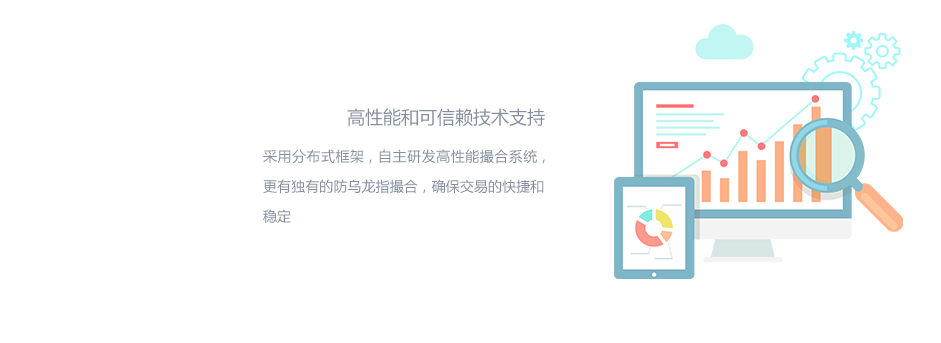 高性能和可信赖技术支持
采用分布式框架，自主研发高性能撮合系统，
更有独有的防乌龙指撮合，确保交易的快捷和
稳定